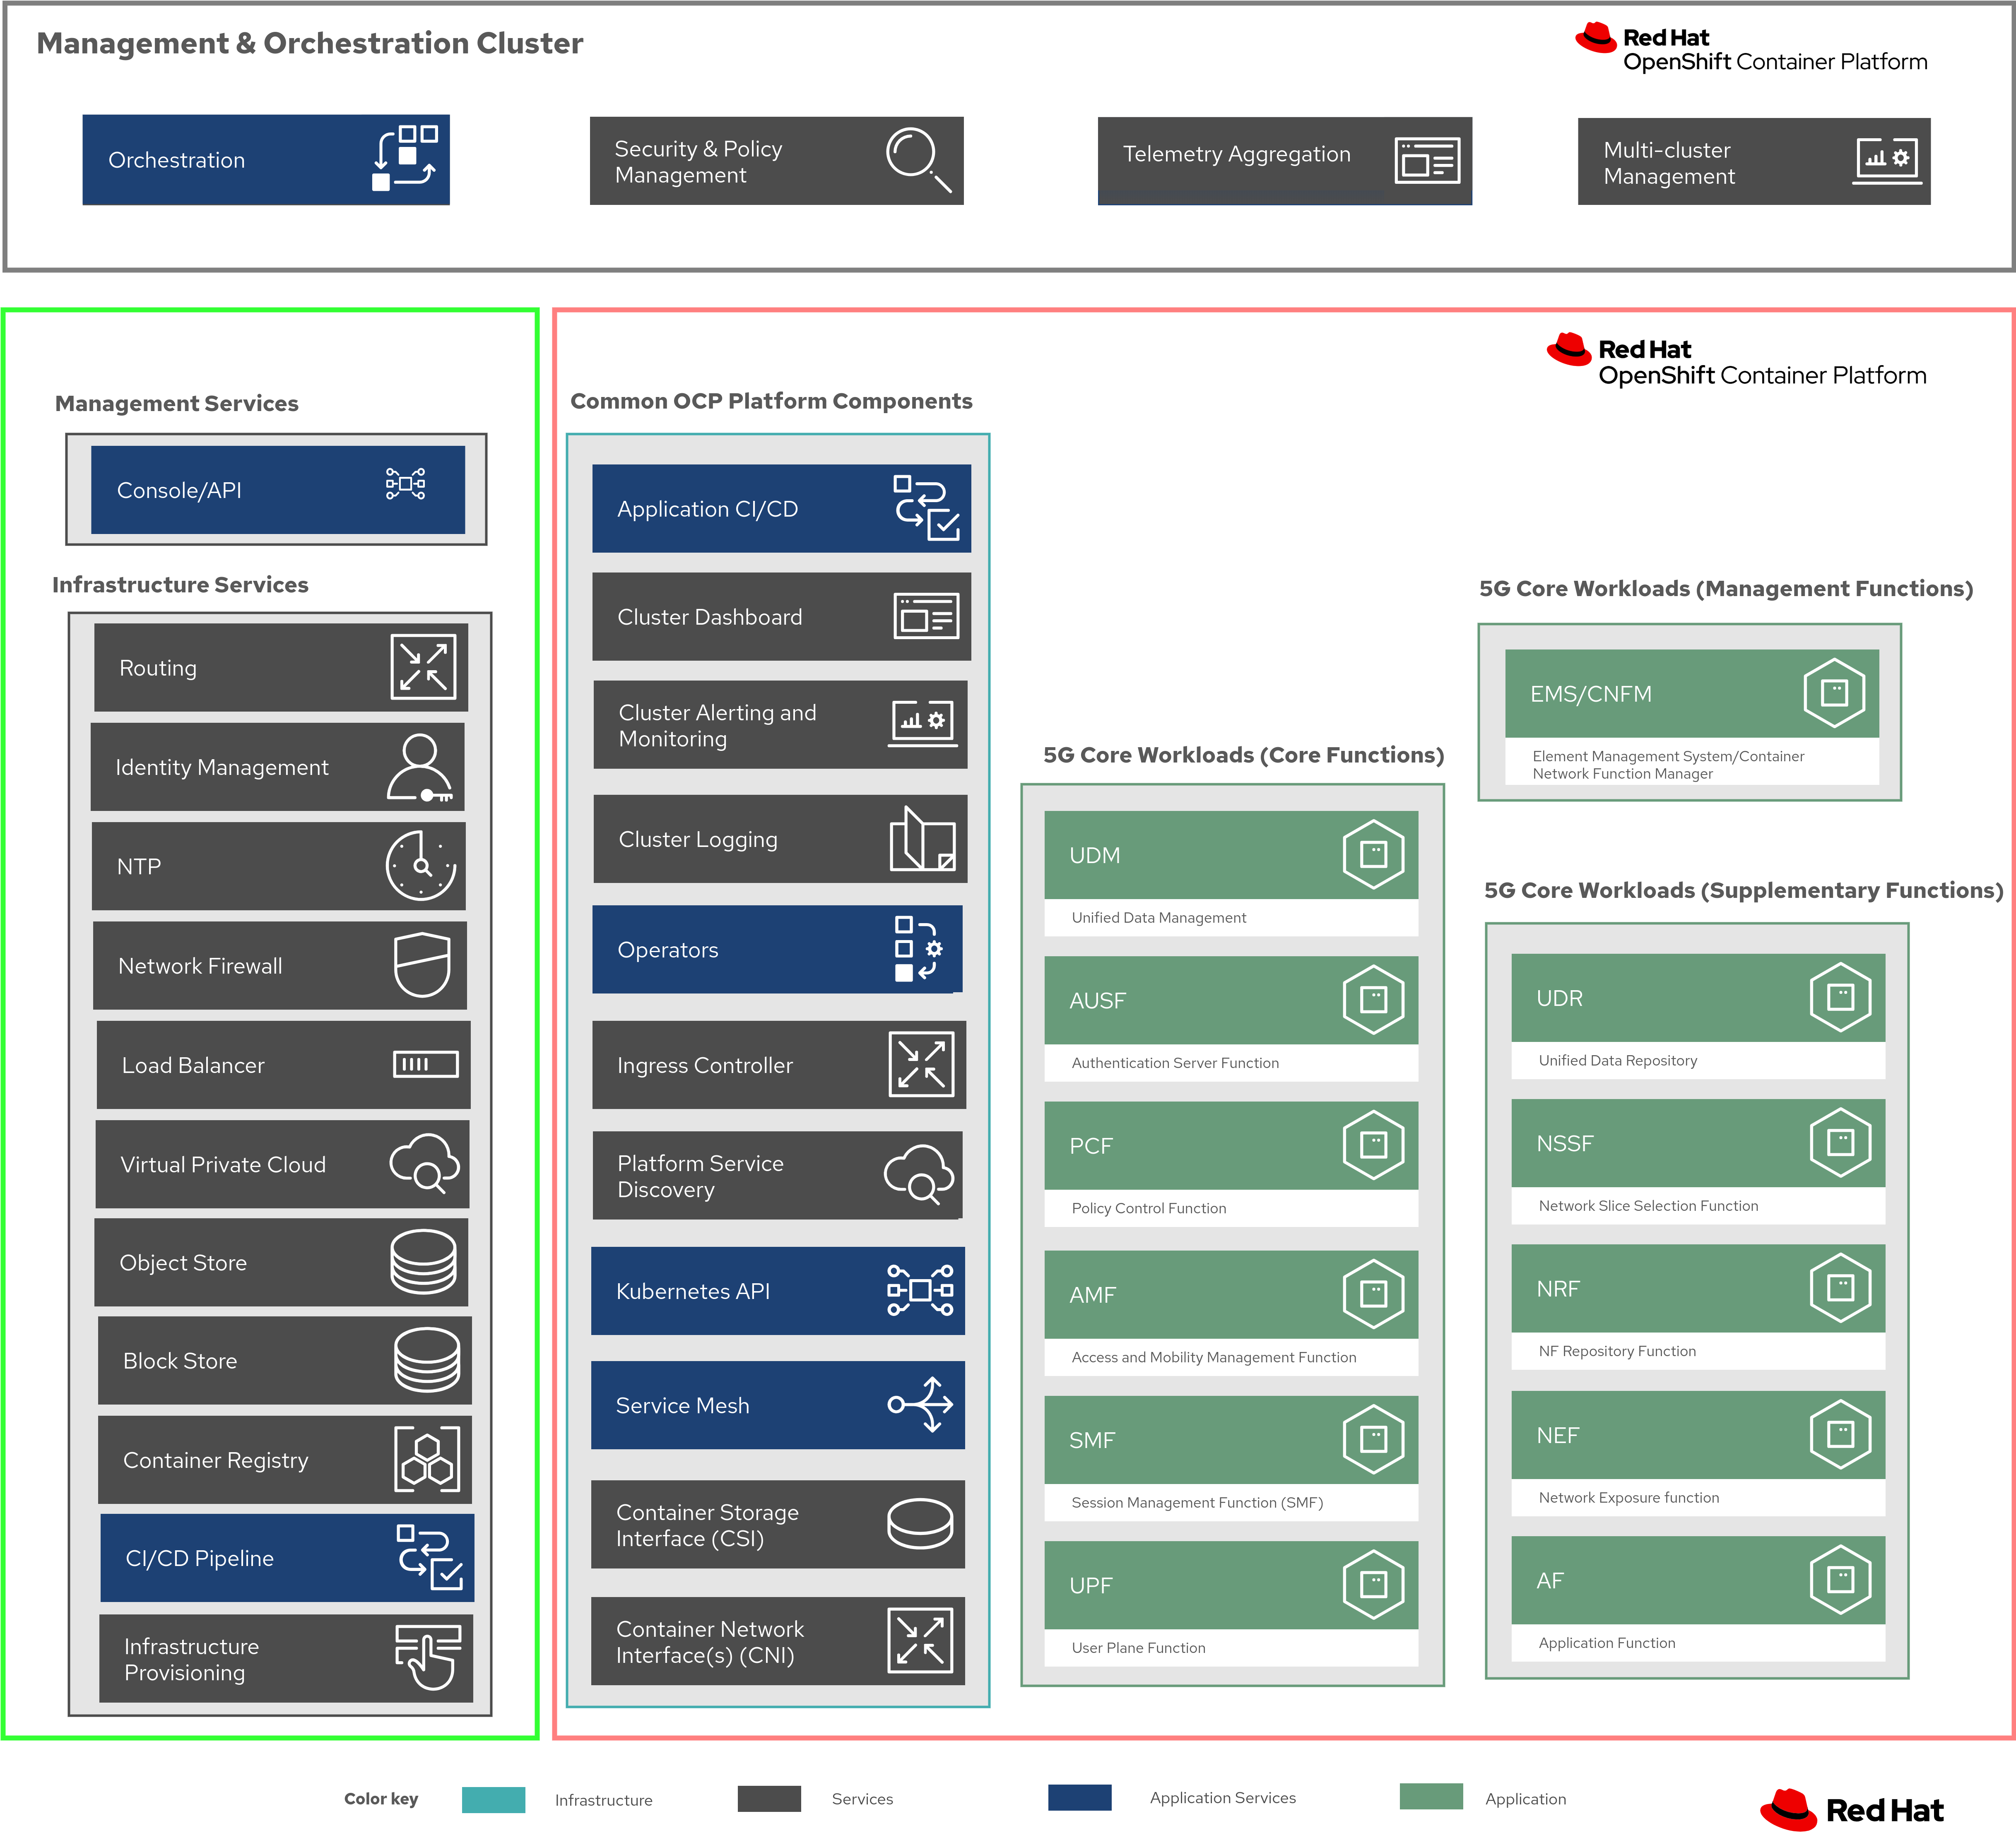 Management & Orchestration Cluster
Red Hat
OpenShift Container Platform
Orchestration
Security & Policy
Management
Telemetry Aggregation
Multi-cluster
Management
Management Services
Console/API
Infrastructure Services
Routing
Identity Management
NTP
Network Firewall
Load Balancer
Virtual Private Cloud
Object Store
Block Store
Container Registry
CI/CD Pipeline
Infrastructure
Provisioning
Red Hat
OpenShift Container Platform
Common OCP Platform Components
Application CI/CD
Cluster Dashboard
Cluster Alerting and
Monitoring
Cluster Logging
Operators
Ingress Controller
Platform Service
Discovery
Kubernetes API
Service Mesh
Container Storage
Interface (CSI)
Container Network
Interface(s) (CNI)
5G Core Workloads (Core Functions)
UDM
Unified Data Management
AUSF
Authentication Server Function
PCF
Policy Control Function
AMF
Access and Mobility Management Function
SMF
Session Management Function (SMF)
UPF
User Plane Function
5G Core Workloads (Management Functions)
EMS/CNFM
Element Management System/Container
Network Function Manager
5G Core Workloads (Supplementary Functions)
UDR
Unified Data Repository
NSSF
Network Slice Selection Function
NRF
NF Repository Function
NEF
Network Exposure function
AF
Application Function
Color key
Infrastructure
Services
Application Services
Application
Red Hat